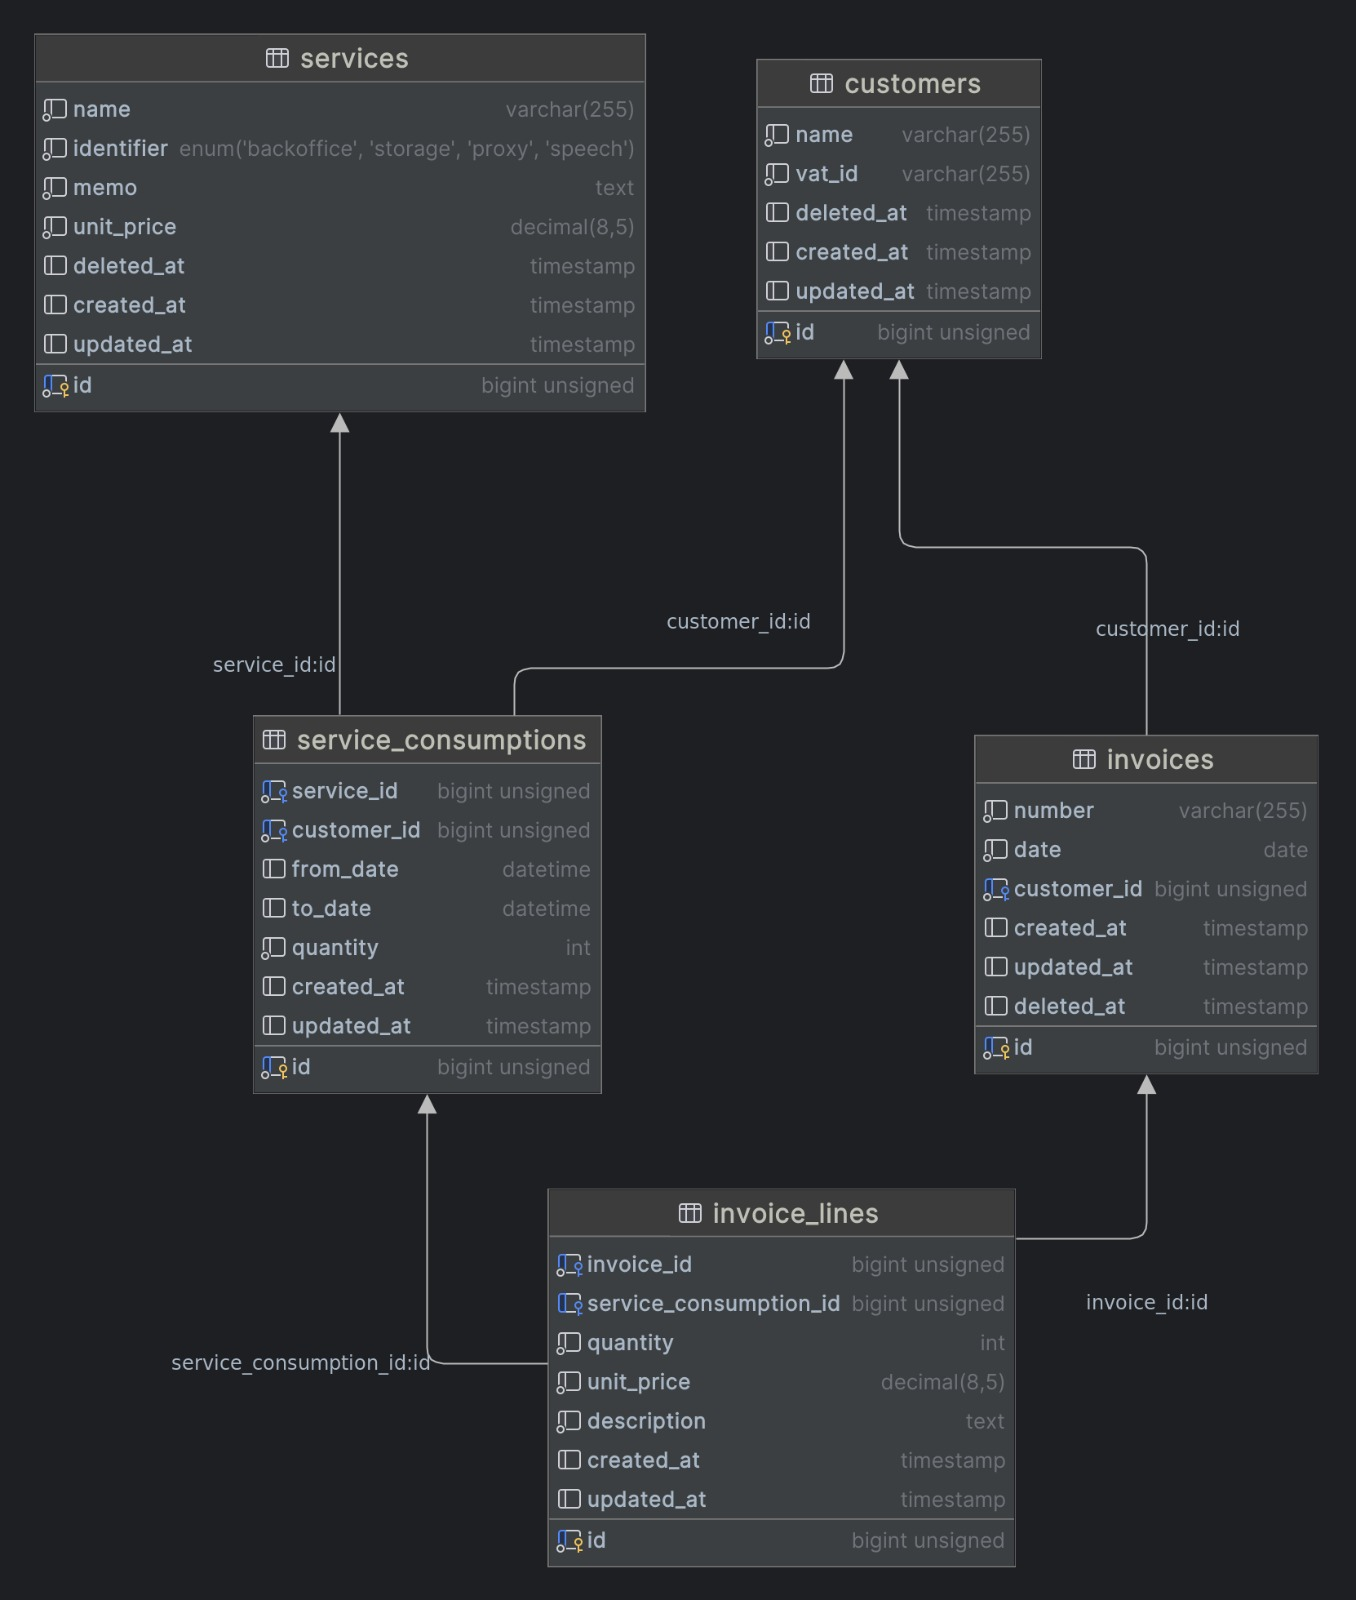 services
name varchar(255)
identifier enum('backoffice', 'storage', 'proxy', 'speech')
memo text
unit_price decimal(8,5)
deleted_at timestamp
created_at timestamp
updated_at timestamp
id bigint unsigned
customers
name varchar(255)
vat_id varchar(255)
deleted_at timestamp
created_at timestamp
updated_at timestamp
id bigint unsigned
service_id:id
customer_id:id
customer_id:id
service_consumptions
service_id bigint unsigned
customer_id bigint unsigned
from_date datetime
to_date datetime
quantity int
created_at timestamp
updated_at timestamp
id bigint unsigned
invoices
number varchar(255)
date date
customer_id bigint unsigned
created_at timestamp
updated_at timestamp
deleted_at timestamp
id bigint unsigned
service_consumption_id:id
invoice_lines
invoice_id bigint unsigned
service_consumption_id bigint unsigned
quantity int
unit_price decimal(8,5)
description text
created_at timestamp
updated_at timestamp
id bigint unsigned
invoice_id:id